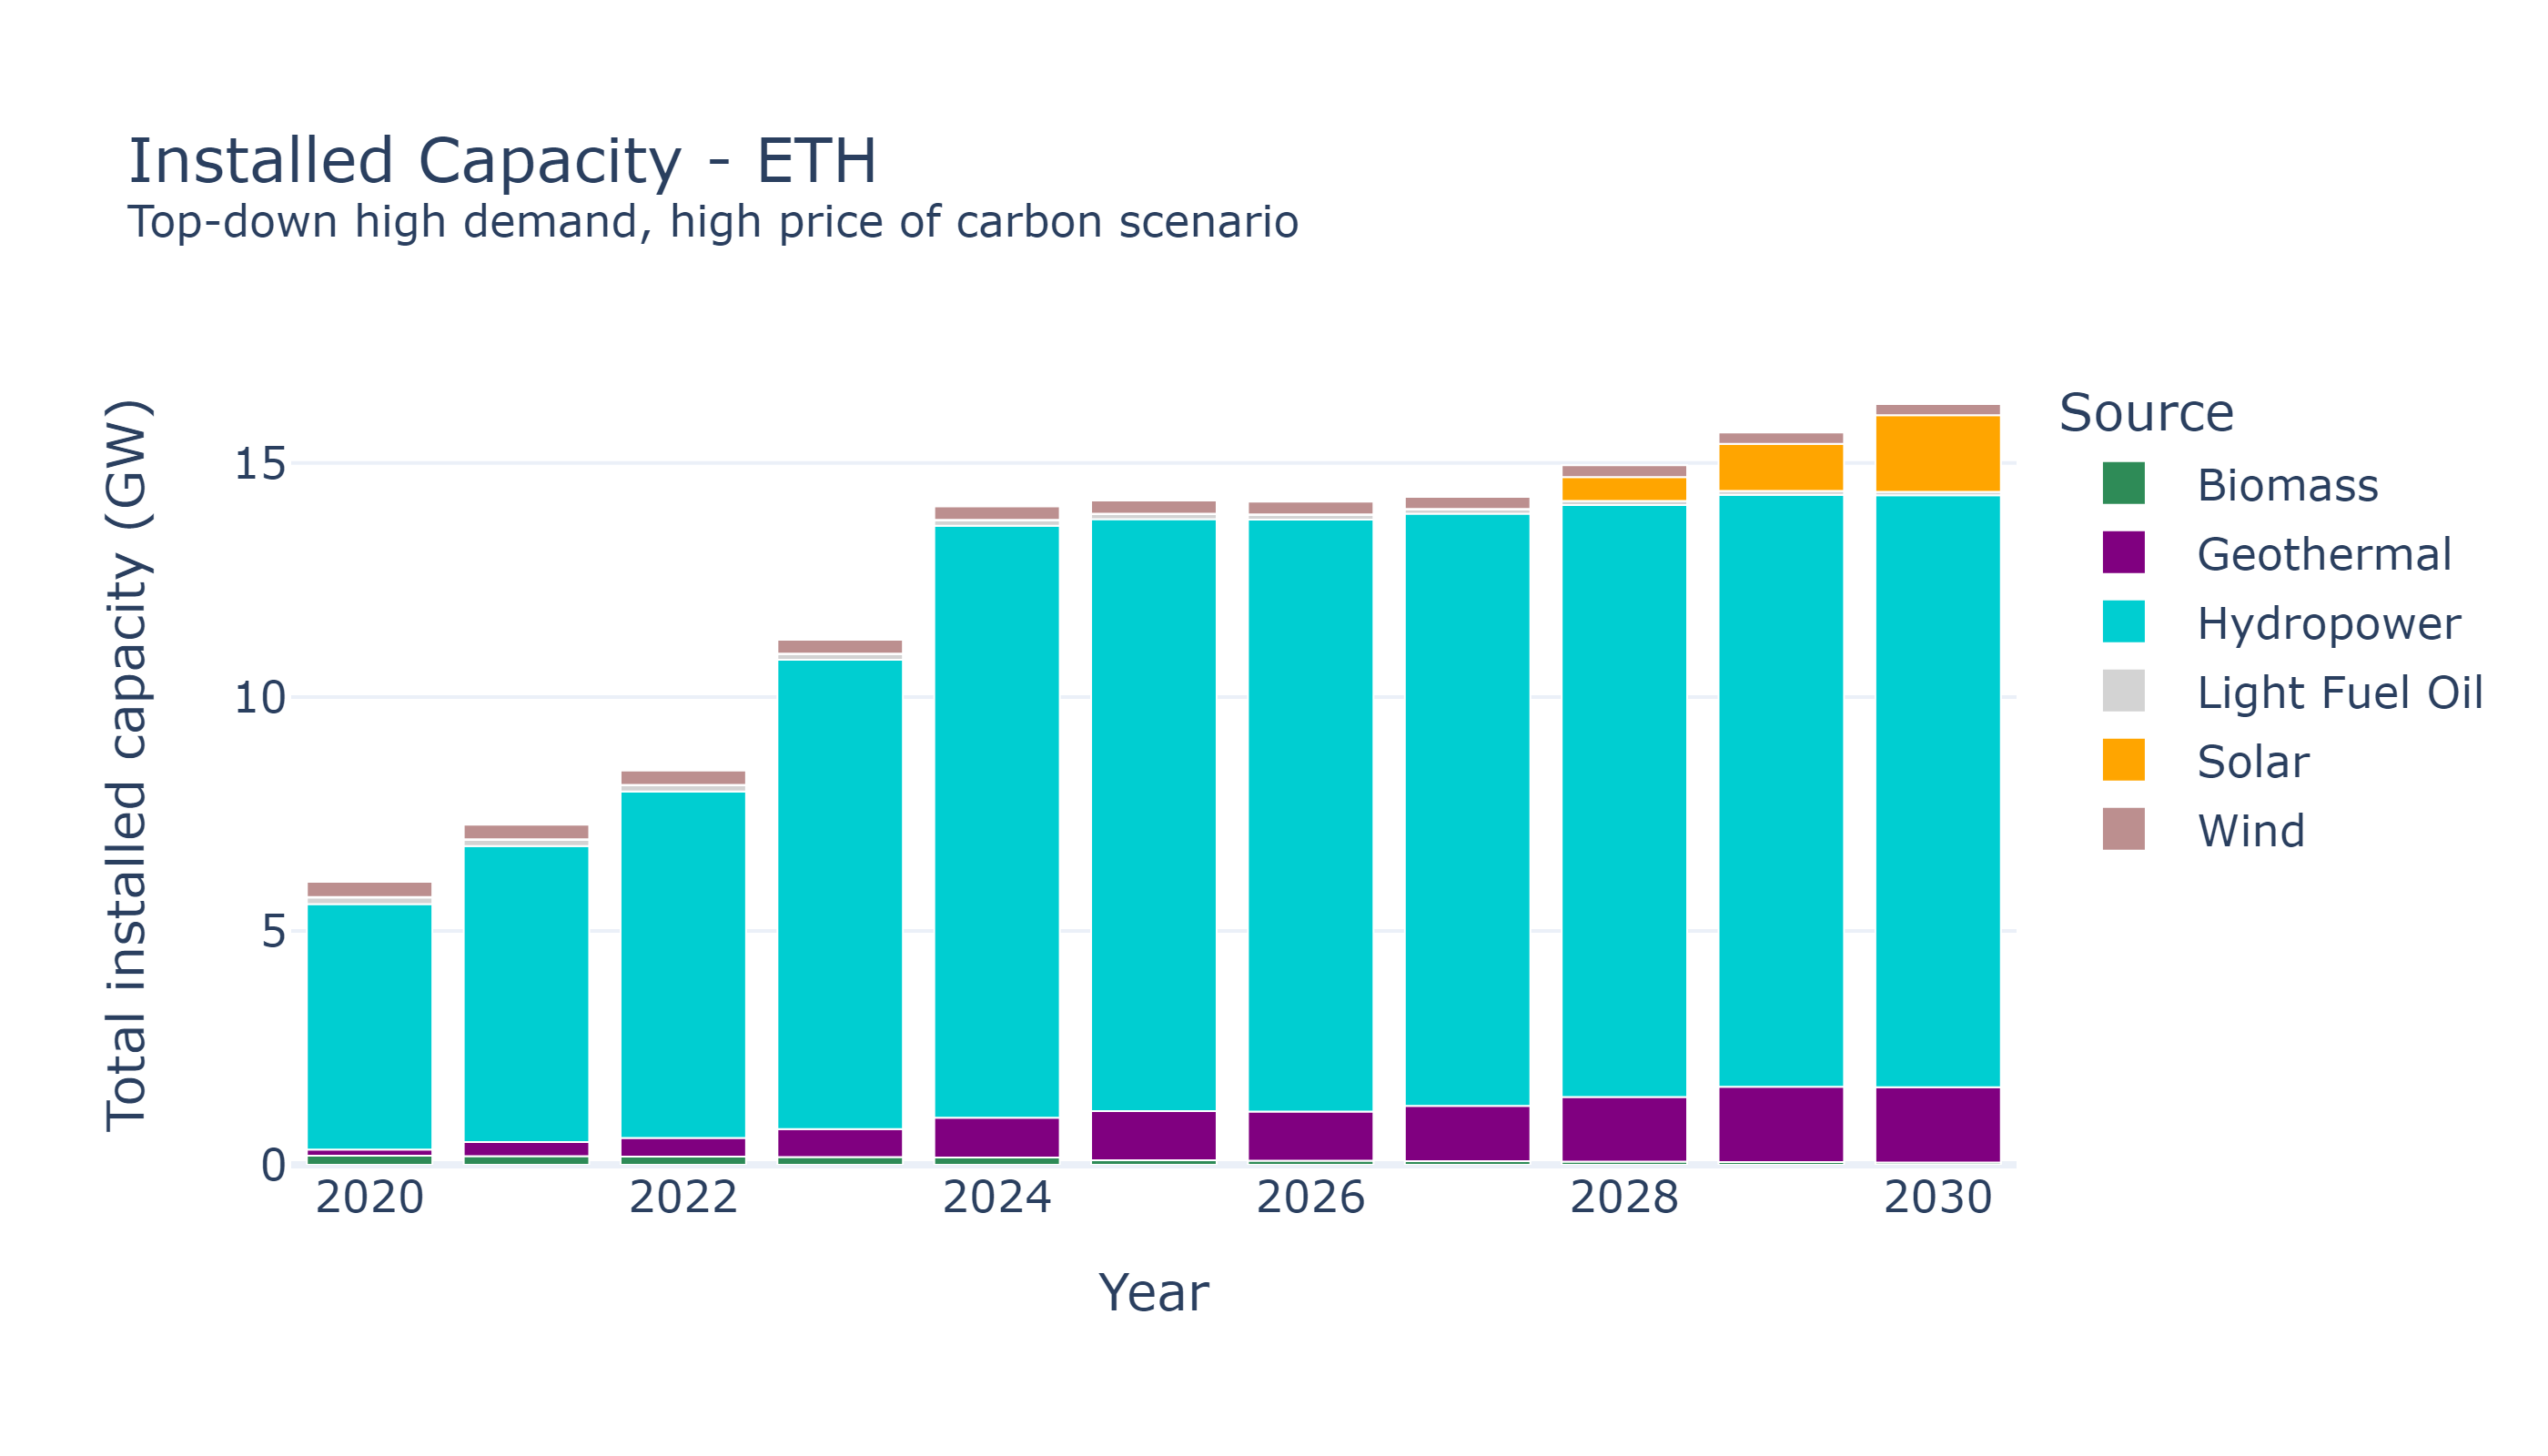 Installed Capacity - ETH
Top-down high demand, high price of carbon scenario
Total installed capacity (GW)
15
10
5
0
2020
2022
2024
2026
2028
2030
Year
Source
Biomass
Geothermal
Hydropower
Light Fuel Oil
Solar
Wind